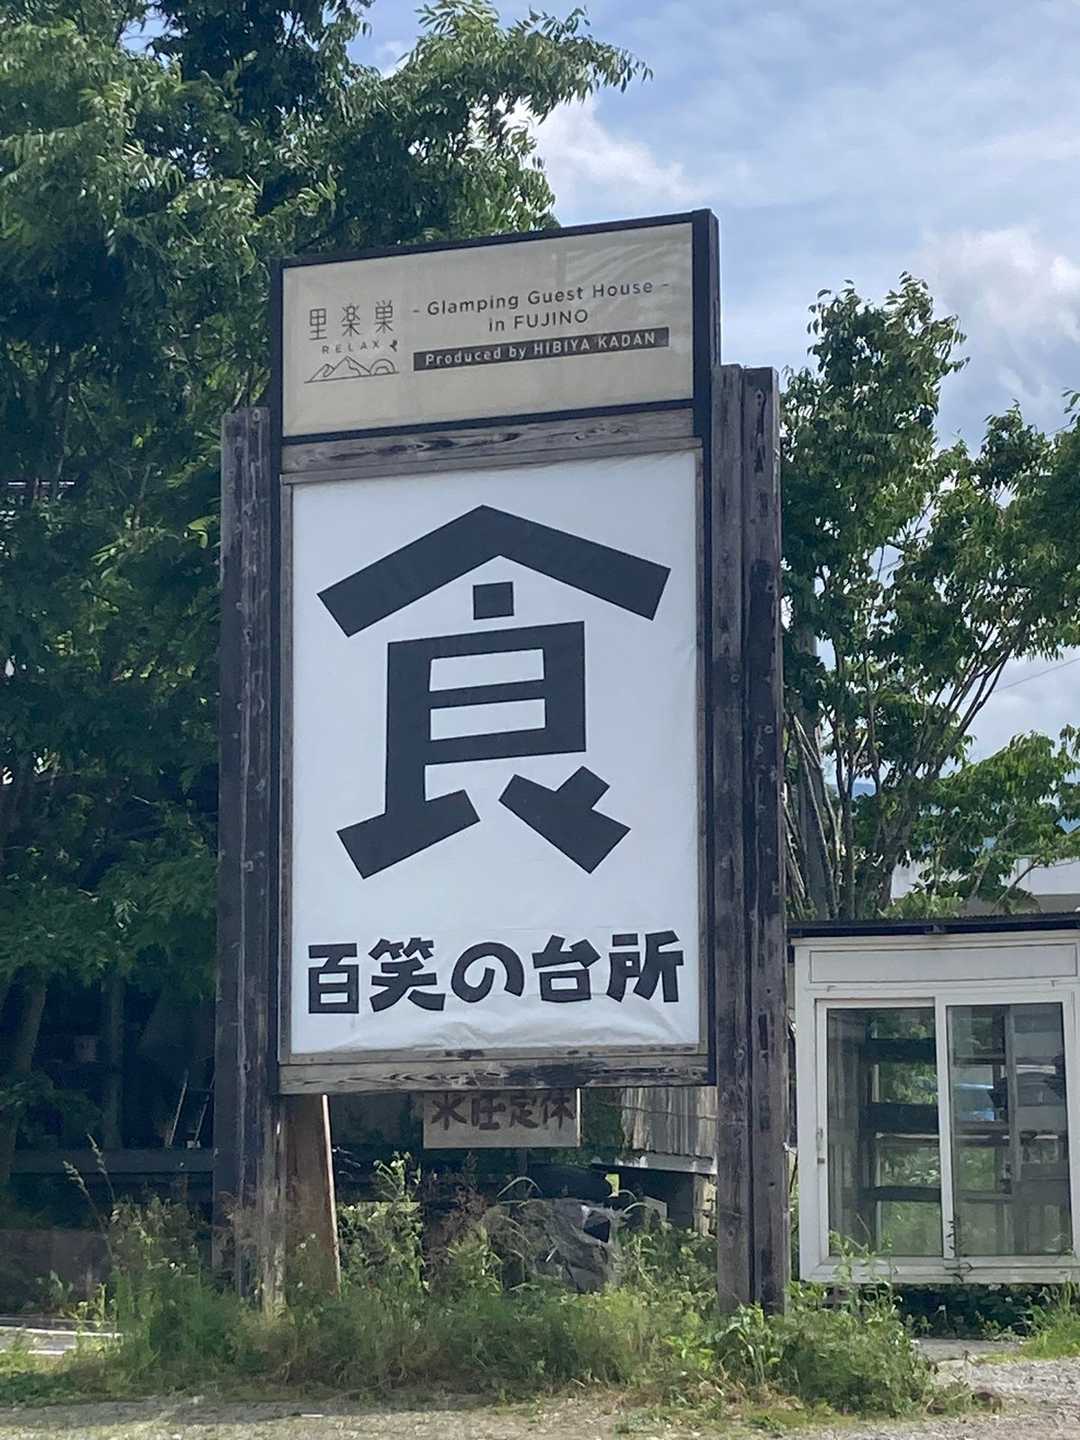 里楽巣
RELAX
- Glamping Guest House -
in FUJINO
Produced by HIBIYA KADAN
食
百笑の台所
水曜定休